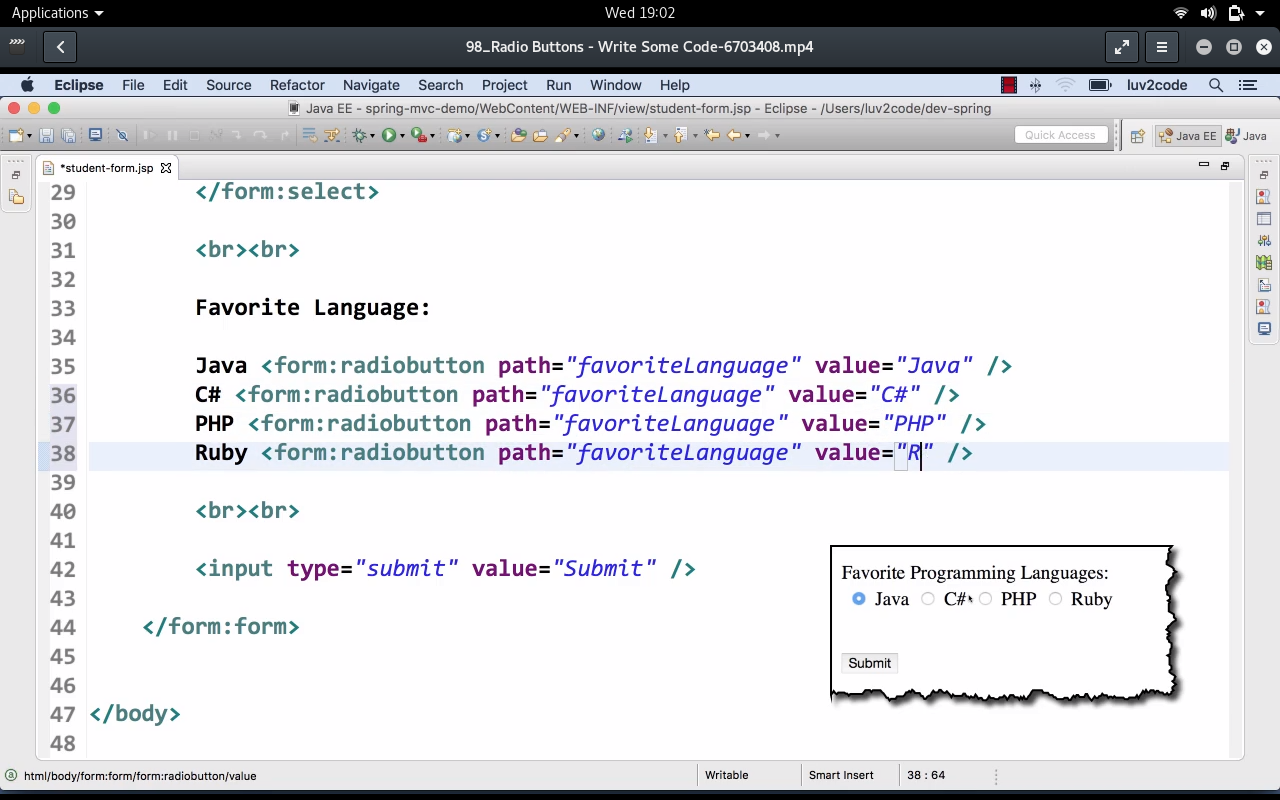 Applications
Wed 19:02
98_Radio Buttons - Write Some Code-6703408.mp4
Eclipse File Edit Source Refactor Navigate Search Project Run Window Help luv2code
Java EE - spring-mvc-demo/WebContent/WEB-INF/view/student-form.jsp - Eclipse - /Users/luv2code/dev-spring
Quick Access
Java EE
Java
*student-form.jsp
29 </form:select>
30
31 <br><br>
32
33 Favorite Language:
34
35 Java <form:radiobutton path="favoriteLanguage" value="Java" />
36 C# <form:radiobutton path="favoriteLanguage" value="C#" />
37 PHP <form:radiobutton path="favoriteLanguage" value="PHP" />
38 Ruby <form:radiobutton path="favoriteLanguage" value="R" />
39
40 <br><br>
41
42 <input type="submit" value="Submit" />
43
44 </form:form>
45
46
47 </body>
48
Favorite Programming Languages:
Java C# PHP Ruby
Submit
html/body/form:form/form:radiobutton/value
Writable
Smart Insert
38 : 64